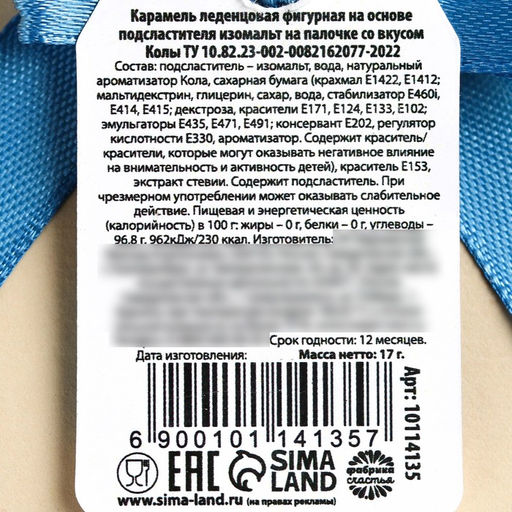 Карамель леденцовая фигурная на основе
подсластителя изомальт на палочке со вкусом
Колы ТУ 10.82.23-002-0082162077-2022
Состав: подсластитель – изомальт, вода, натуральный
ароматизатор Кола, сахарная бумага (крахмал Е1422, Е1412;
мальтидекстрин, глицерин, сахар, вода, стабилизатор Е460i,
Е414, Е415; декстроза, красители Е171, Е124, Е133, Е102;
эмульгаторы Е435, Е471, Е491; консервант Е202, регулятор
кислотности Е330, ароматизатор. Содержит краситель/
красители, которые могут оказывать негативное влияние
на внимательность и активность детей), краситель Е153,
экстракт стевии. Содержит подсластитель. При
чрезмерном употреблении может оказывать слабительное
действие. Пищевая и энергетическая ценность
(калорийность) в 100 г: жиры – 0 г, белки – 0 г, углеводы –
96,8 г. 962кДж/230 ккал. Изготовитель:
Срок годности: 12 месяцев.
Дата изготовления: Масса нетто: 17 г.
6 900101 141357
Арт: 10114135
EAC SIMA LAND фабрика счастья
www.sima-land.ru (на правах рекламы)